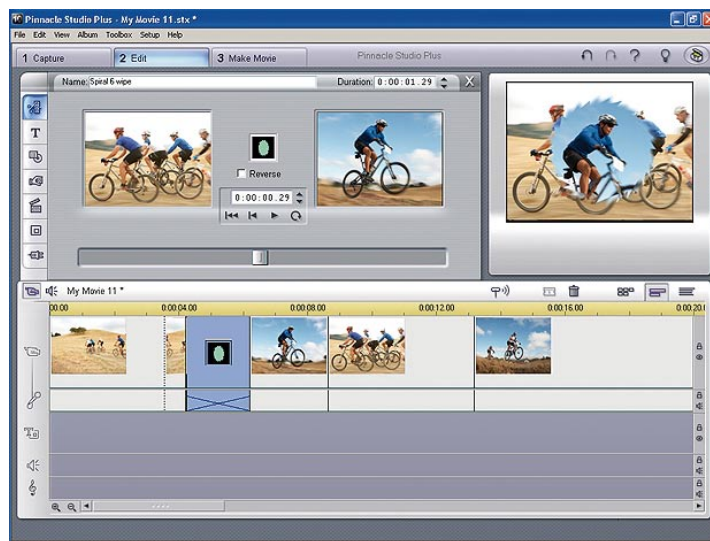 Pinnacle Studio Plus - My Movie 11.stx *
File Edit View Album Toolbox Setup Help
1 Capture 2 Edit 3 Make Movie Pinnacle Studio Plus
Name: Spiral 6 wipe Duration: 0:00:01.29 X
T
Reverse
0:00:00.29
My Movie 11 *
00:00 0:00:04.00 0:00:08.00 0:00:12.00 0:00:16.00 0:00:20.0